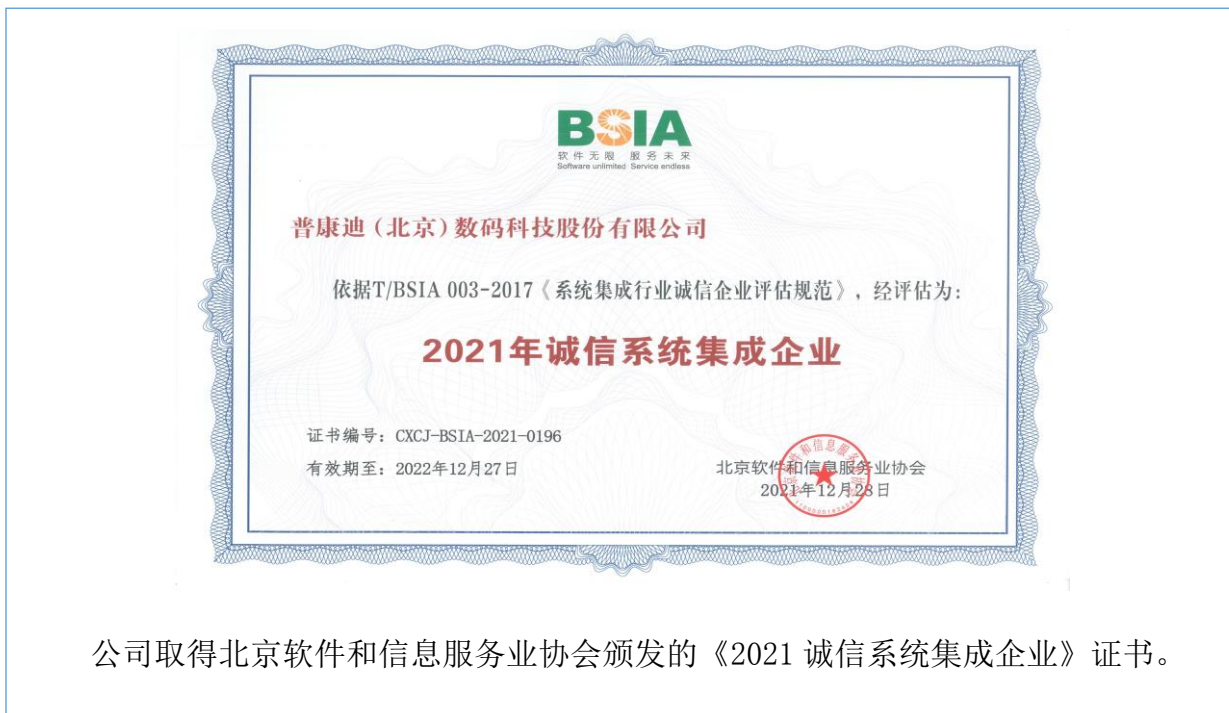 BSIA
软件无限 服务未来
Software unlimited Service endless
普康迪（北京）数码科技股份有限公司
依据T/BSIA 003-2017《系统集成行业诚信企业评估规范》，经评估为：
2021年诚信系统集成企业
证书编号：CXCJ-BSIA-2021-0196
有效期至：2022年12月27日
北京软件和信息服务业协会
2021年12月28日
公司取得北京软件和信息服务业协会颁发的《2021 诚信系统集成企业》证书。